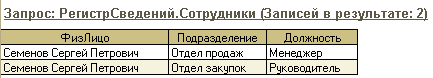 Запрос: РегистрСведений.Сотрудники (Записей в результате: 2)
ФизЛицо Подразделение Должность
Семенов Сергей Петрович Отдел продаж Менеджер
Семенов Сергей Петрович Отдел закупок Руководитель